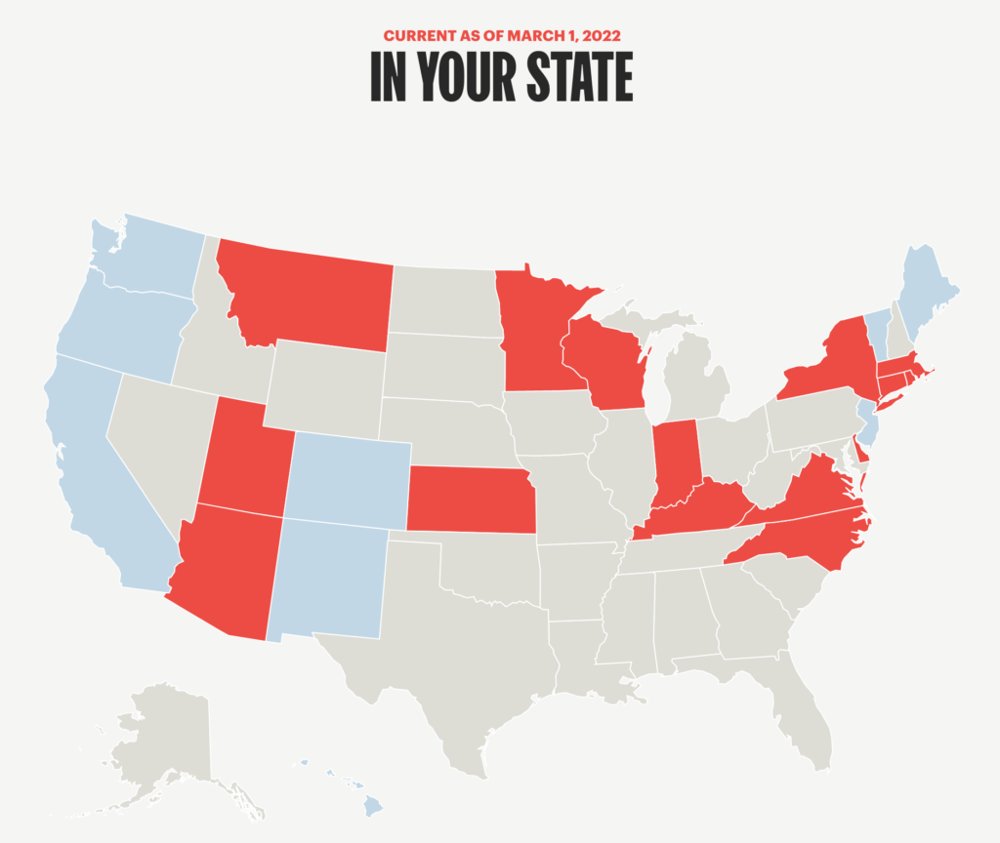 CURRENT AS OF MARCH 1, 2022
IN YOUR STATE